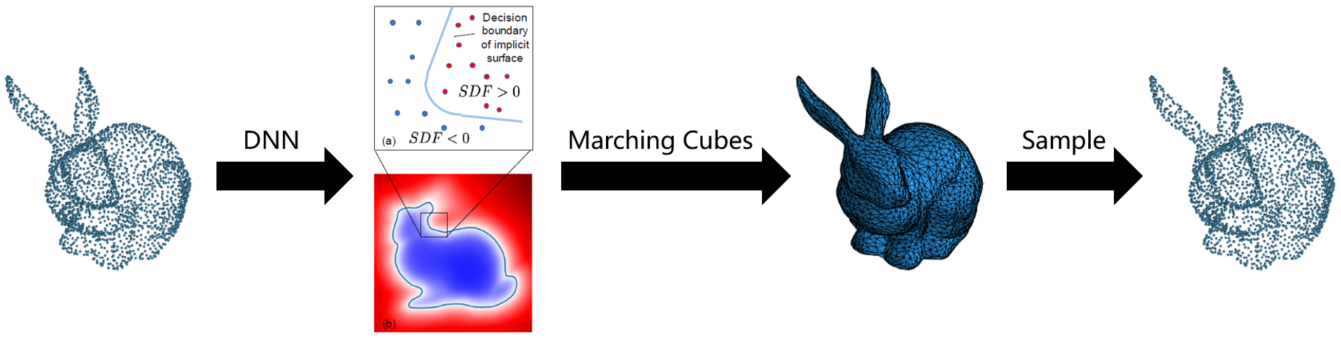 DNN
Decision
boundary
of implicit
surface
SDF > 0
SDF < 0
(a)
(b)
Marching Cubes
Sample